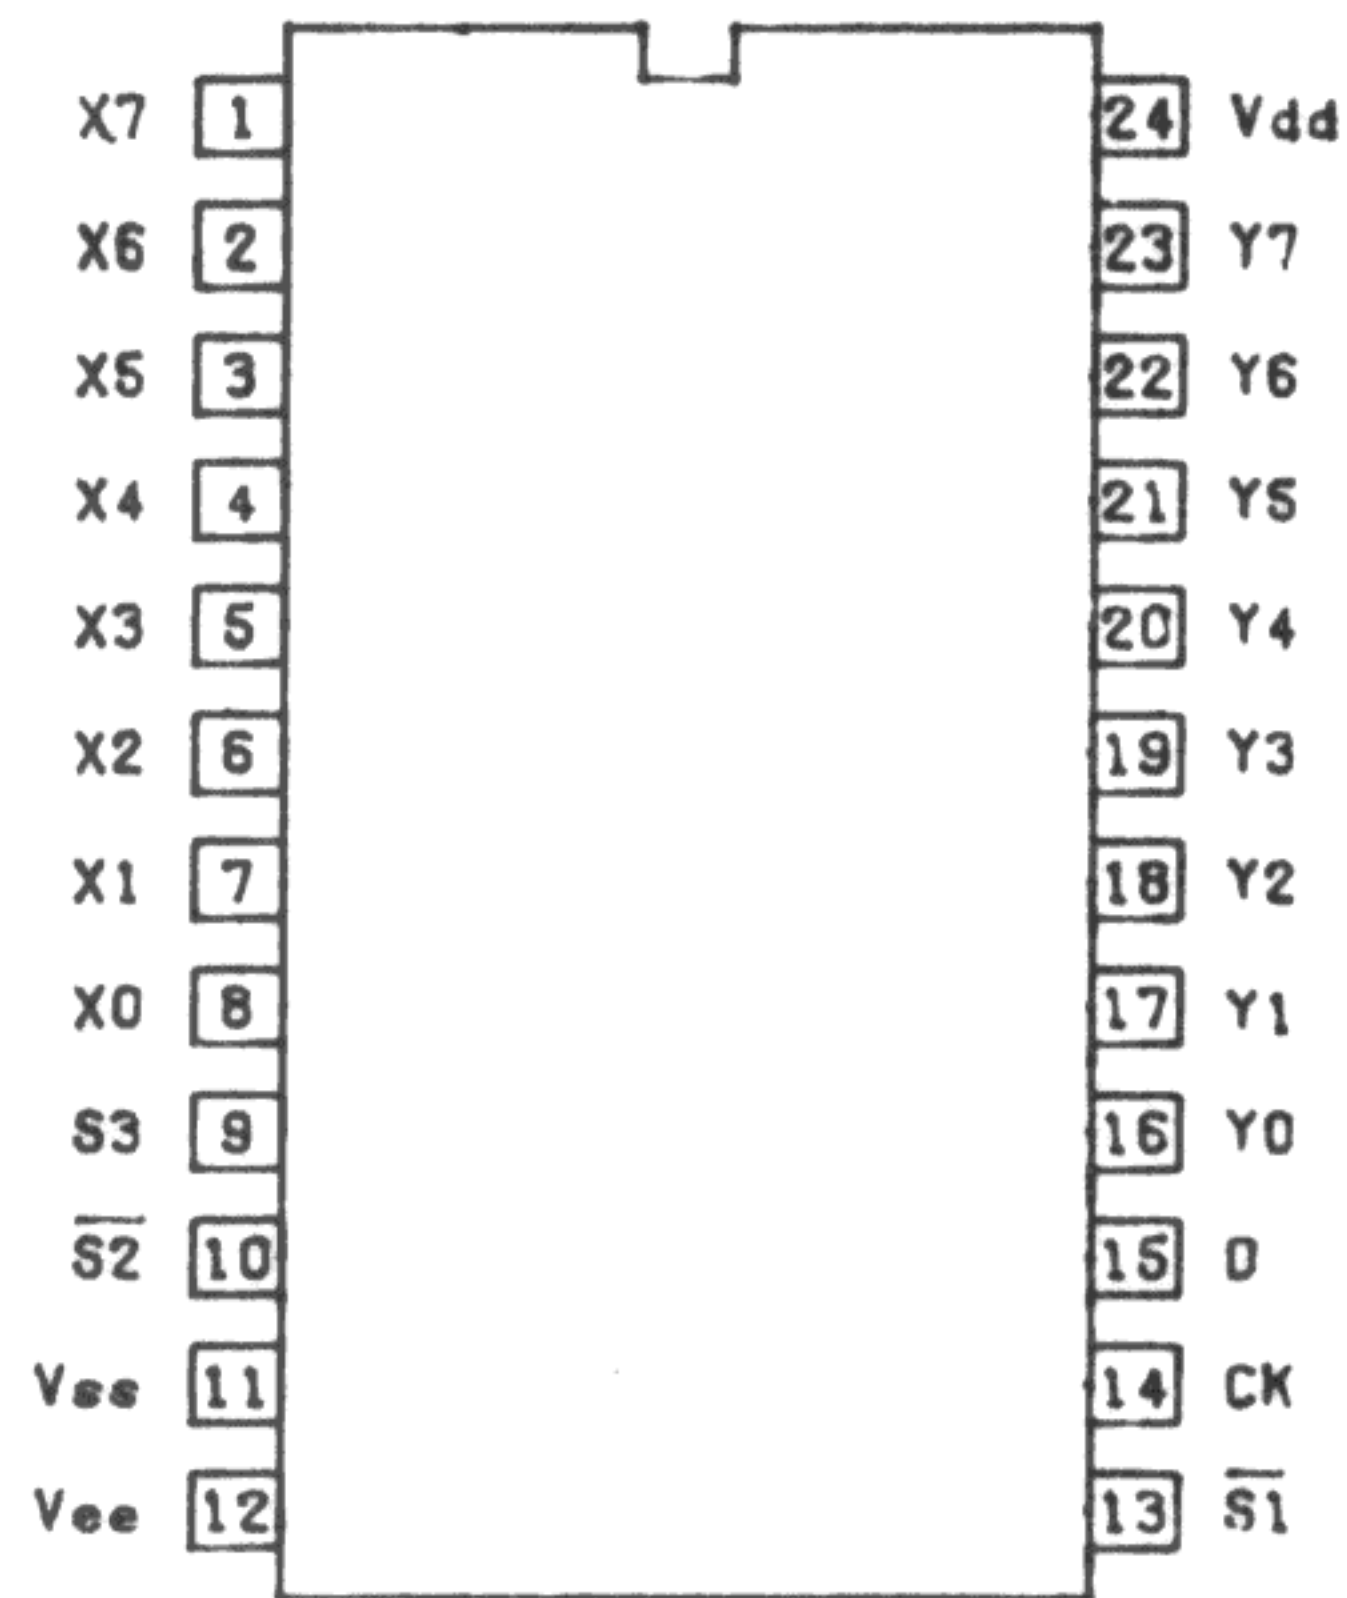 X7 1 24 Vdd
X6 2 23 Y7
X5 3 22 Y6
X4 4 21 Y5
X3 5 20 Y4
X2 6 19 Y3
X1 7 18 Y2
X0 8 17 Y1
S3 9 16 Y0
S̅2̅ 10 15 D
Vss 11 14 CK
Vee 12 13 S̅1̅